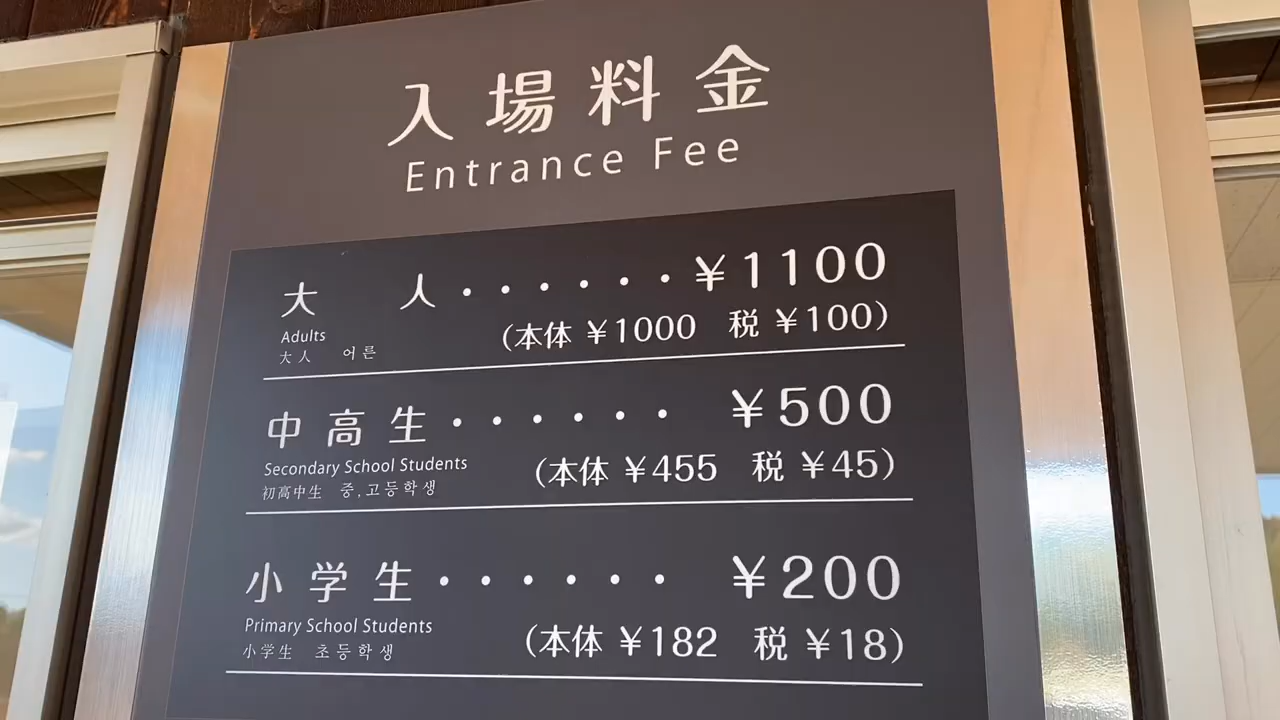 入場料金
Entrance Fee
大 人・・・・・・¥1100
Adults
大人 어른
(本体 ¥1000 税 ¥100)
中高生・・・・・・ ¥500
Secondary School Students
初高中生 중,고등학생
(本体 ¥455 税 ¥45)
小学生・・・・・・ ¥200
Primary School Students
小学生 초등학생
(本体 ¥182 税 ¥18)